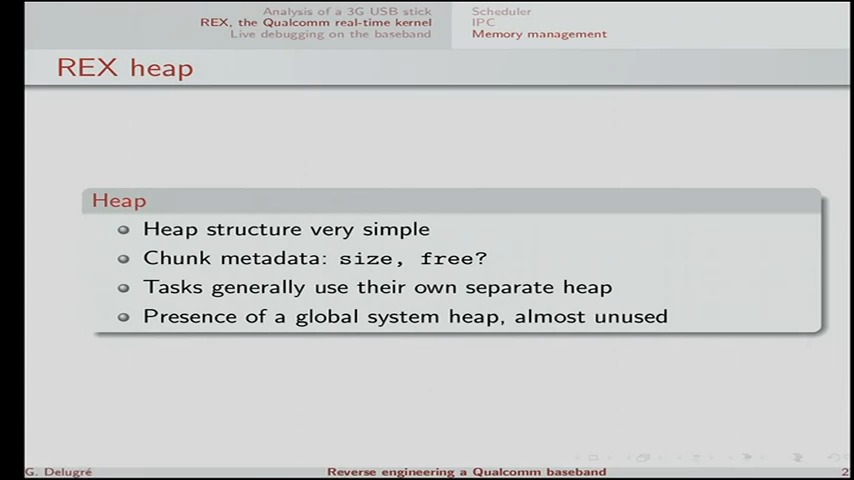 Analysis of a 3G USB stick
REX, the Qualcomm real-time kernel
Live debugging on the baseband
Scheduler
IPC
Memory management
REX heap
Heap
Heap structure very simple
Chunk metadata: size, free?
Tasks generally use their own separate heap
Presence of a global system heap, almost unused
G. Delugré
Reverse engineering a Qualcomm baseband